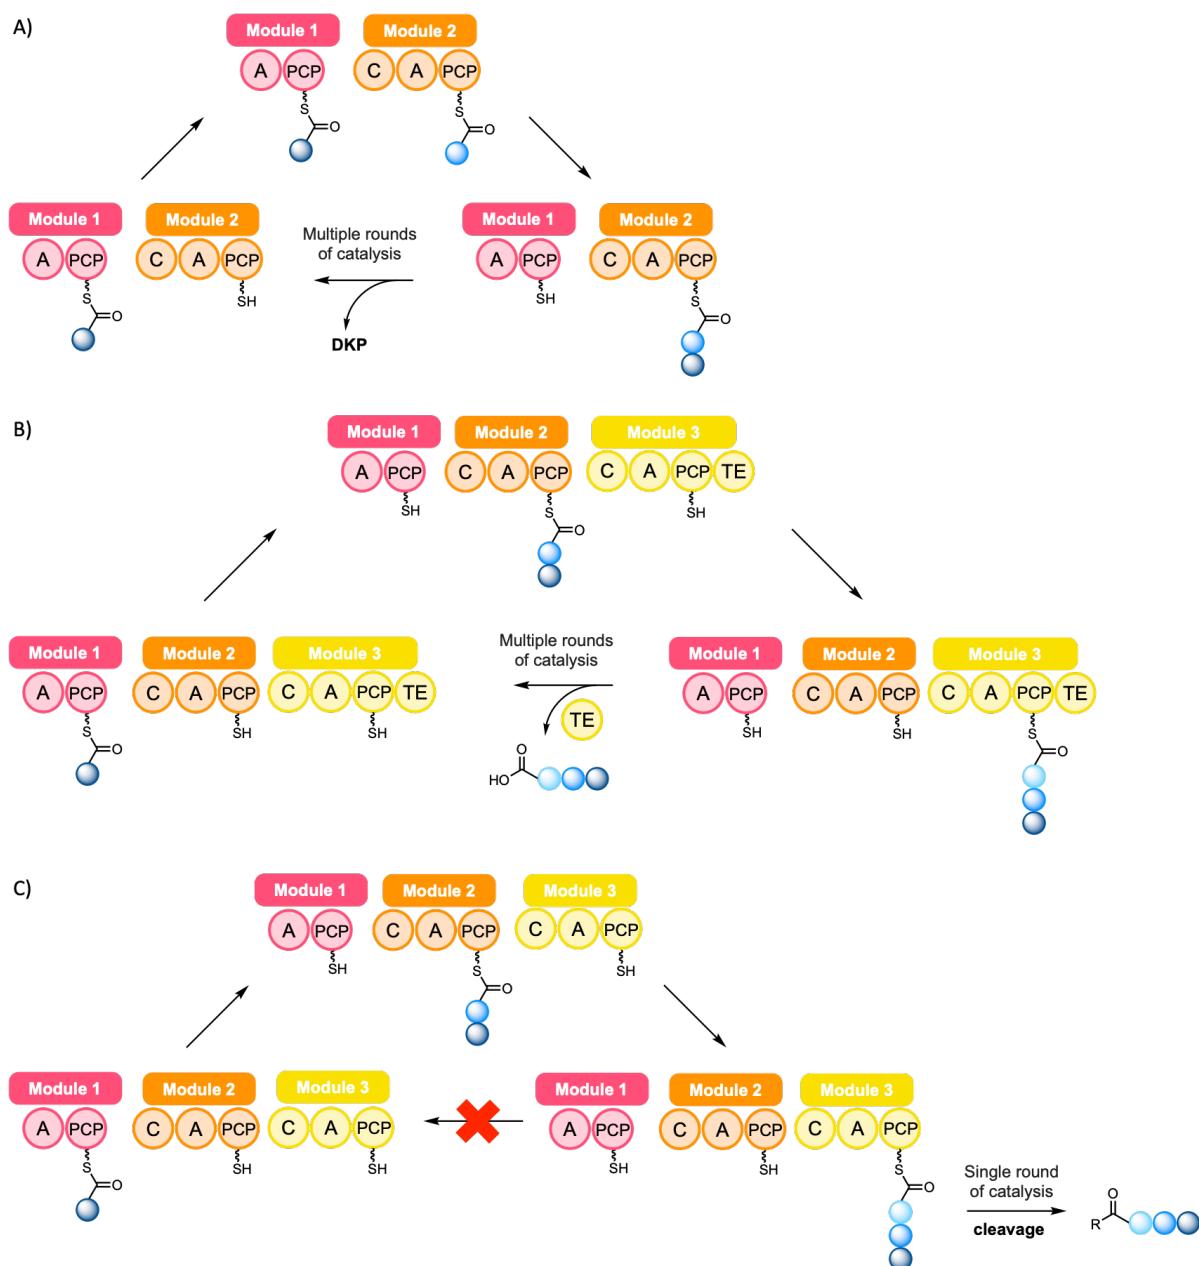 A)
Module 1 Module 2
A PCP C A PCP
S S
O O
Module 1 Module 2 Multiple rounds of catalysis Module 1 Module 2
A PCP C A PCP A PCP C A PCP
S SH SH S
O DKP O
B)
Module 1 Module 2 Module 3
A PCP C A PCP C A PCP TE
SH S SH
O
Module 1 Module 2 Module 3 Multiple rounds of catalysis Module 1 Module 2 Module 3
A PCP C A PCP C A PCP TE A PCP C A PCP C A PCP TE
S SH SH TE SH SH S
O O O
HO
C)
Module 1 Module 2 Module 3
A PCP C A PCP C A PCP
SH S SH
O
Module 1 Module 2 Module 3 Module 1 Module 2 Module 3
A PCP C A PCP C A PCP A PCP C A PCP C A PCP
S SH SH SH SH S
O O
Single round
of catalysis
cleavage
O
R